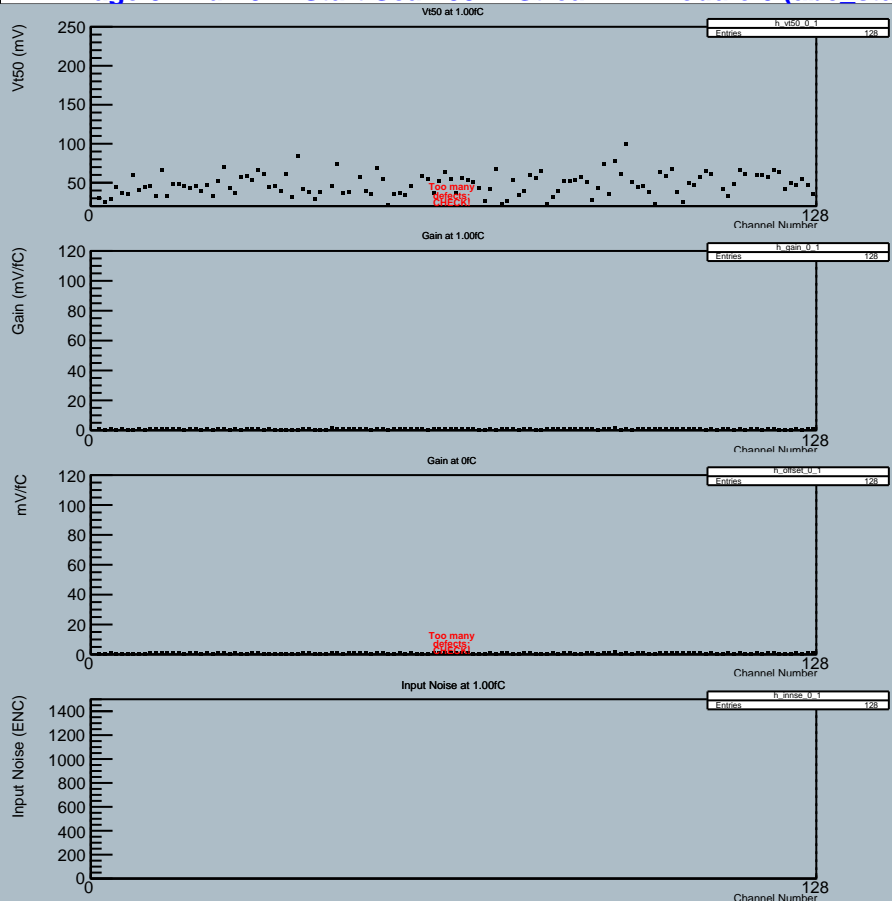 Vt50 at 1.00fC
h_vt50_0_1
Entries 128
Vt50 (mV)
250
200
150
100
50
Too many
defects:
CHECK!
0
128
Channel Number
Gain at 1.00fC
h_gain_0_1
Entries 128
Gain (mV/fC)
120
100
80
60
40
20
0
0
128
Channel Number
Gain at 0fC
h_offset_0_1
Entries 128
mV/fC
120
100
80
60
40
20
Too many
defects:
CHECK!
0
0
128
Channel Number
Input Noise at 1.00fC
h_innse_0_1
Entries 128
Input Noise (ENC)
1400
1200
1000
800
600
400
200
0
0
128
Channel Number